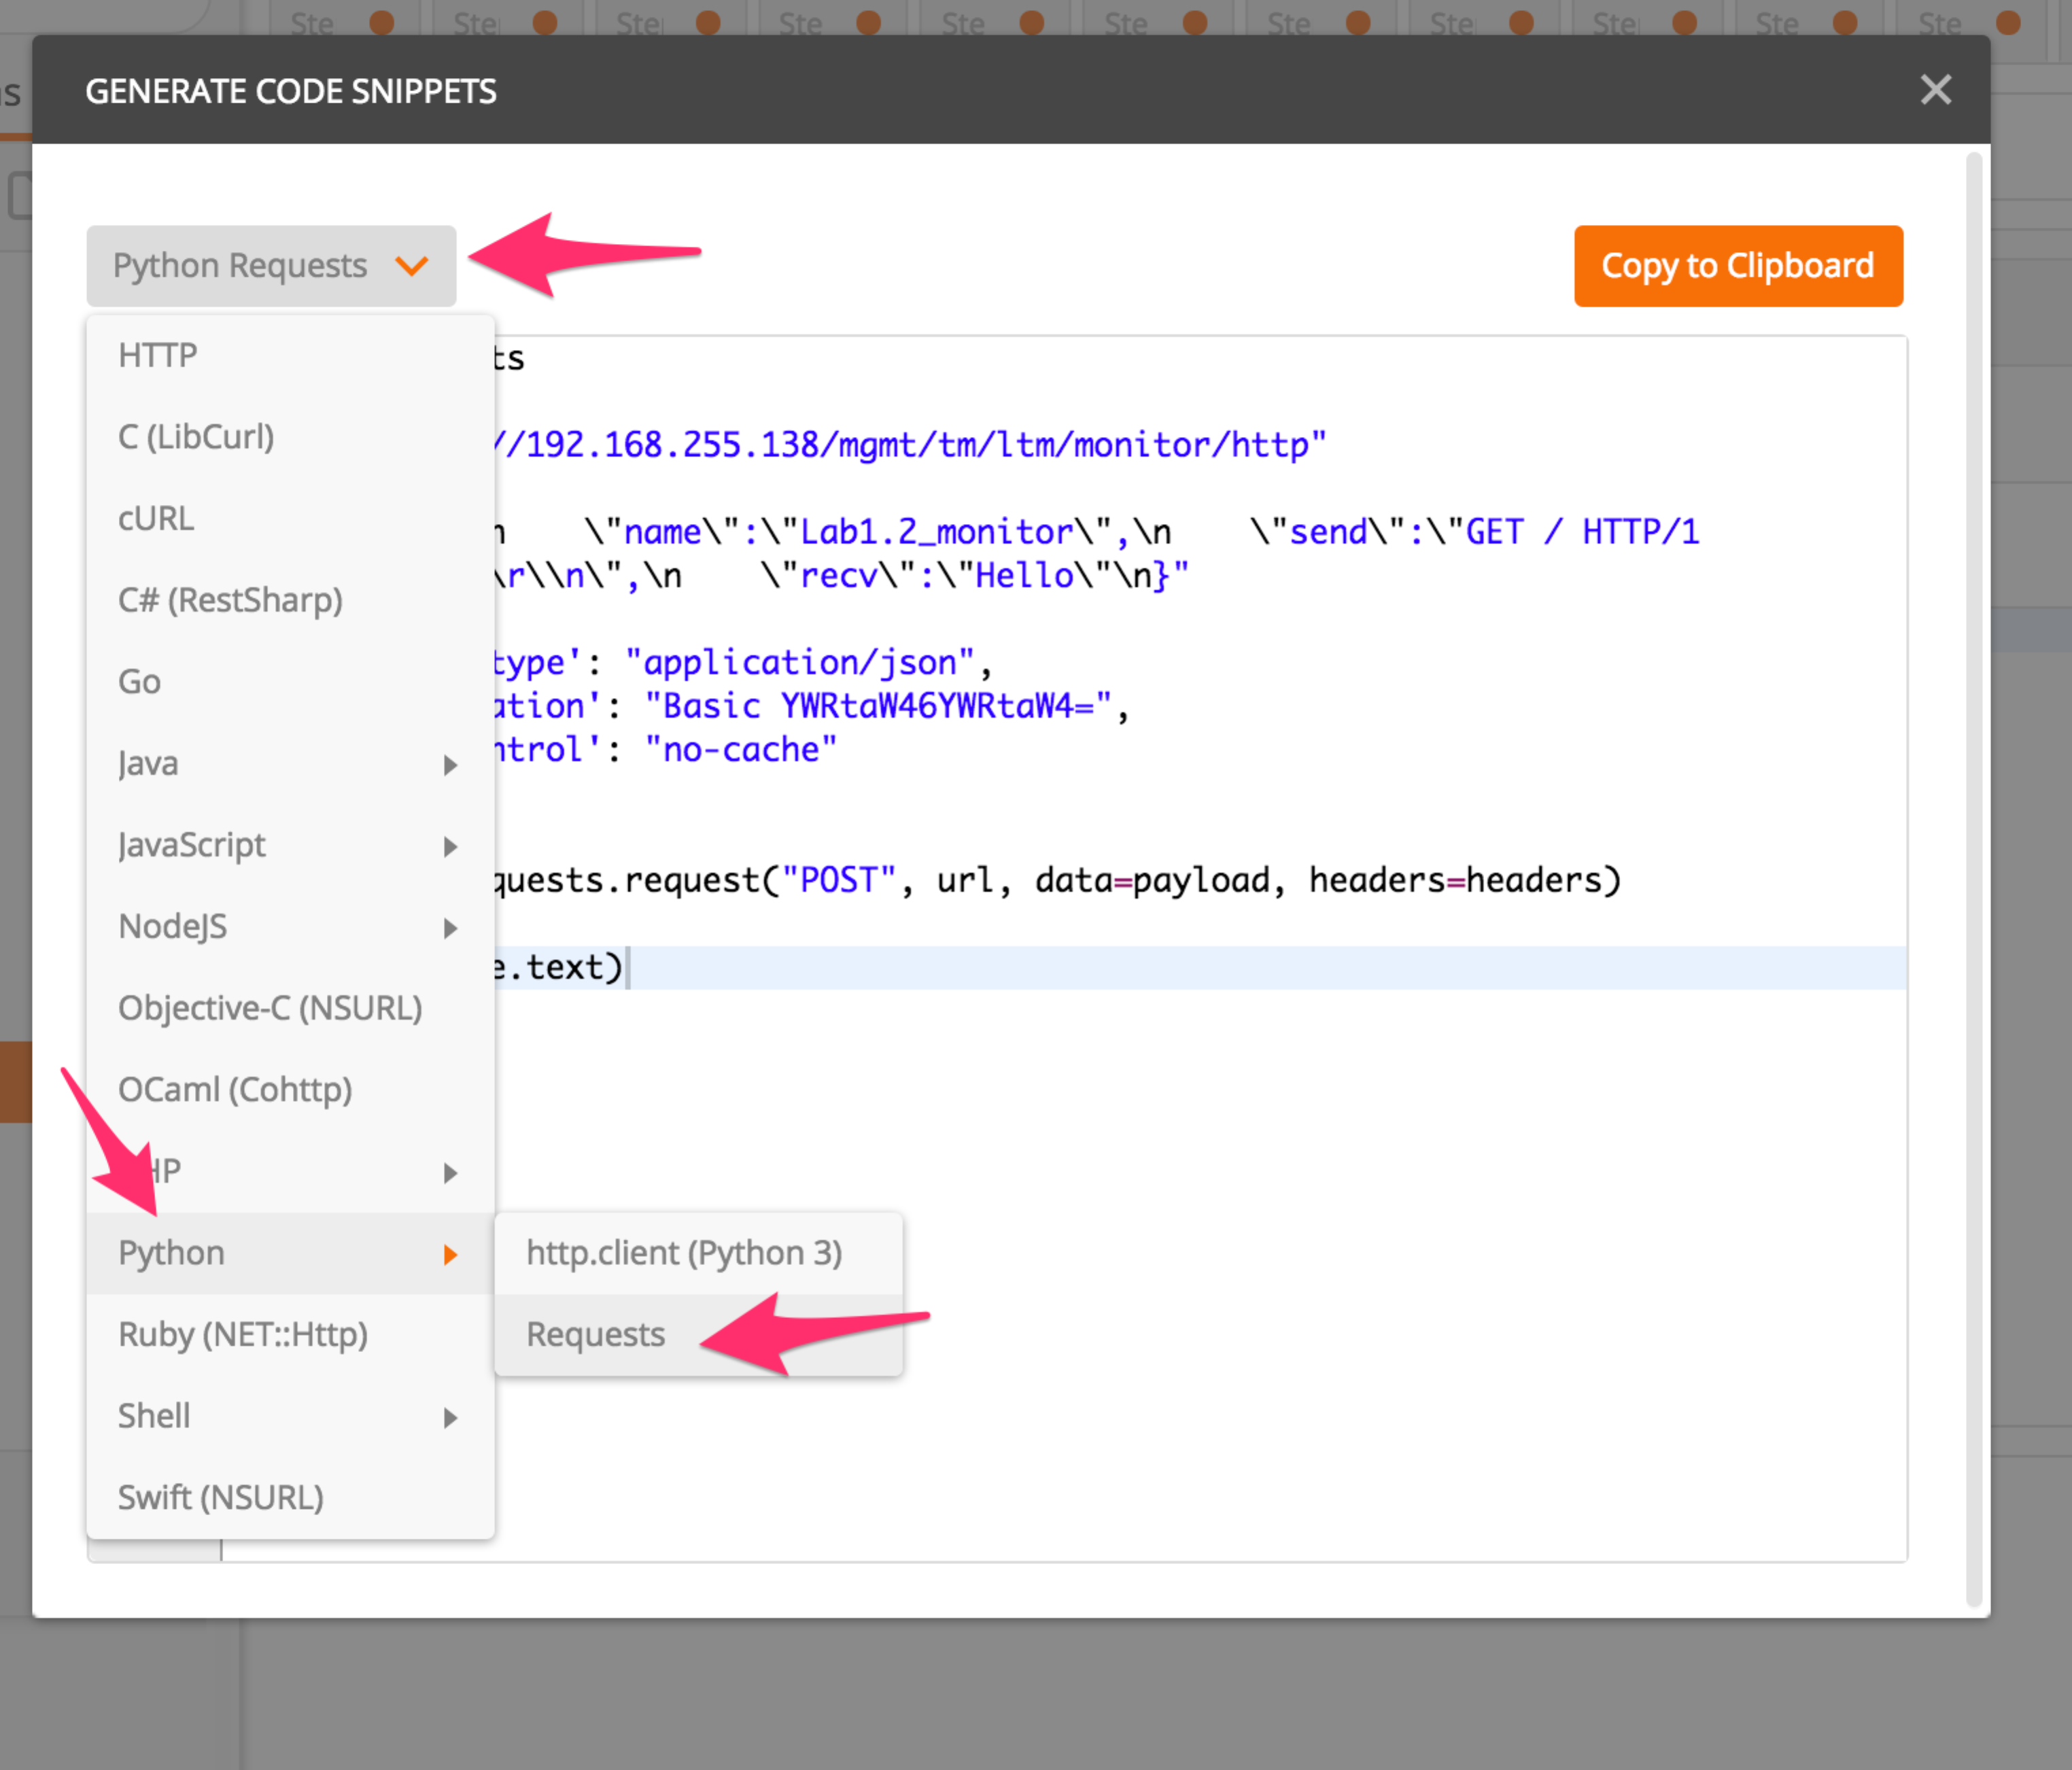 Ste Ste Ste Ste Ste Ste Ste Ste Ste Ste Ste
GENERATE CODE SNIPPETS
Python Requests
Copy to Clipboard
HTTP
C (LibCurl)
cURL
C# (RestSharp)
Go
Java
JavaScript
NodeJS
Objective-C (NSURL)
OCaml (Cohttp)
HP
Python
Ruby (NET::Http)
Shell
Swift (NSURL)
http.client (Python 3)
Requests
ts
//192.168.255.138/mgmt/tm/ltm/monitor/http"
\"name\":\"Lab1.2_monitor\",\n \"send\":\"GET / HTTP/1
\r\\n\",\n \"recv\":\"Hello\"\n}"
type': "application/json",
ation': "Basic YWRtaW46YWRtaW4=",
ntrol': "no-cache"
quests.request("POST", url, data=payload, headers=headers)
e.text)